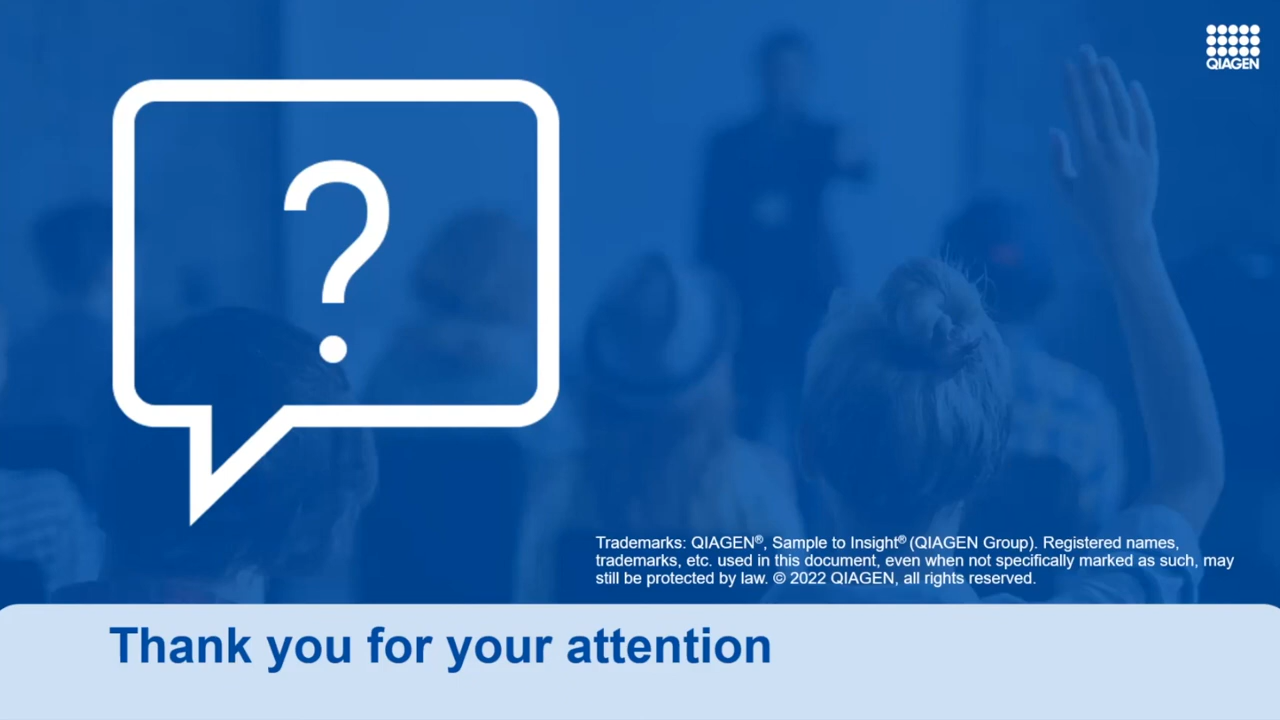 QIAGEN
?
Trademarks: QIAGEN®, Sample to Insight® (QIAGEN Group). Registered names,
trademarks, etc. used in this document, even when not specifically marked as such, may
still be protected by law. © 2022 QIAGEN, all rights reserved.
Thank you for your attention